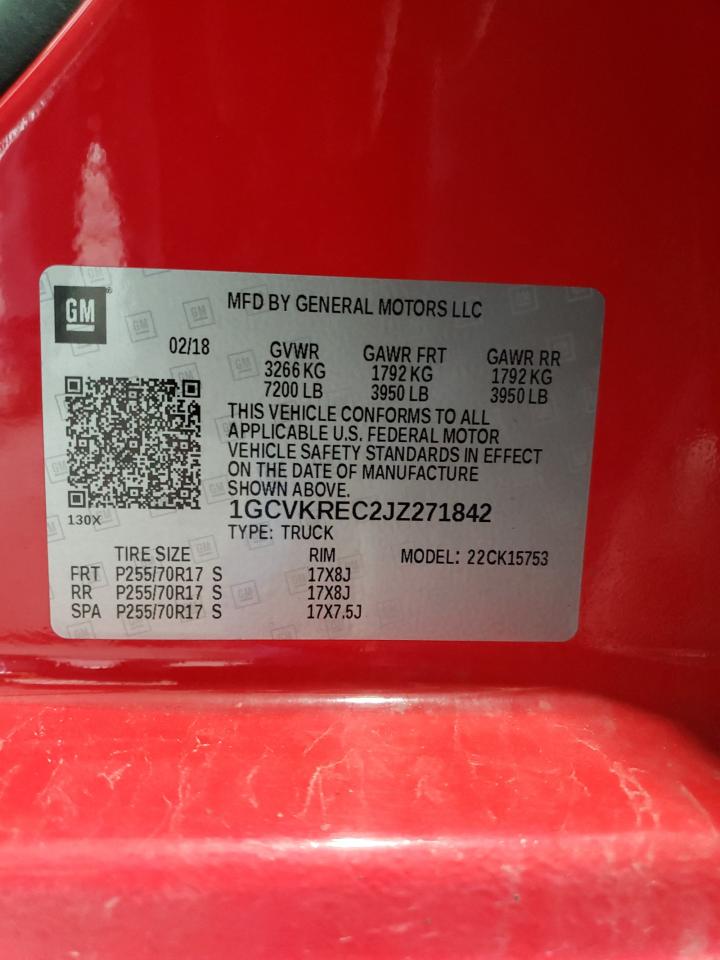 GM
MFD BY GENERAL MOTORS LLC
02/18 GVWR GAWR FRT GAWR RR
3266 KG 1792 KG 1792 KG
7200 LB 3950 LB 3950 LB
THIS VEHICLE CONFORMS TO ALL
APPLICABLE U.S. FEDERAL MOTOR
VEHICLE SAFETY STANDARDS IN EFFECT
ON THE DATE OF MANUFACTURE
SHOWN ABOVE.
130X
1GCVKREC2JZ271842
TYPE: TRUCK
TIRE SIZE RIM MODEL: 22CK15753
FRT P255/70R17 S 17X8J
RR P255/70R17 S 17X8J
SPA P255/70R17 S 17X7.5J